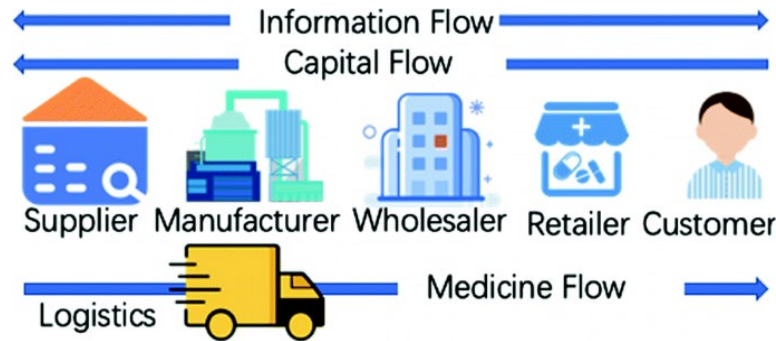 Information Flow
Capital Flow
Supplier Manufacturer Wholesaler Retailer Customer
Medicine Flow
Logistics